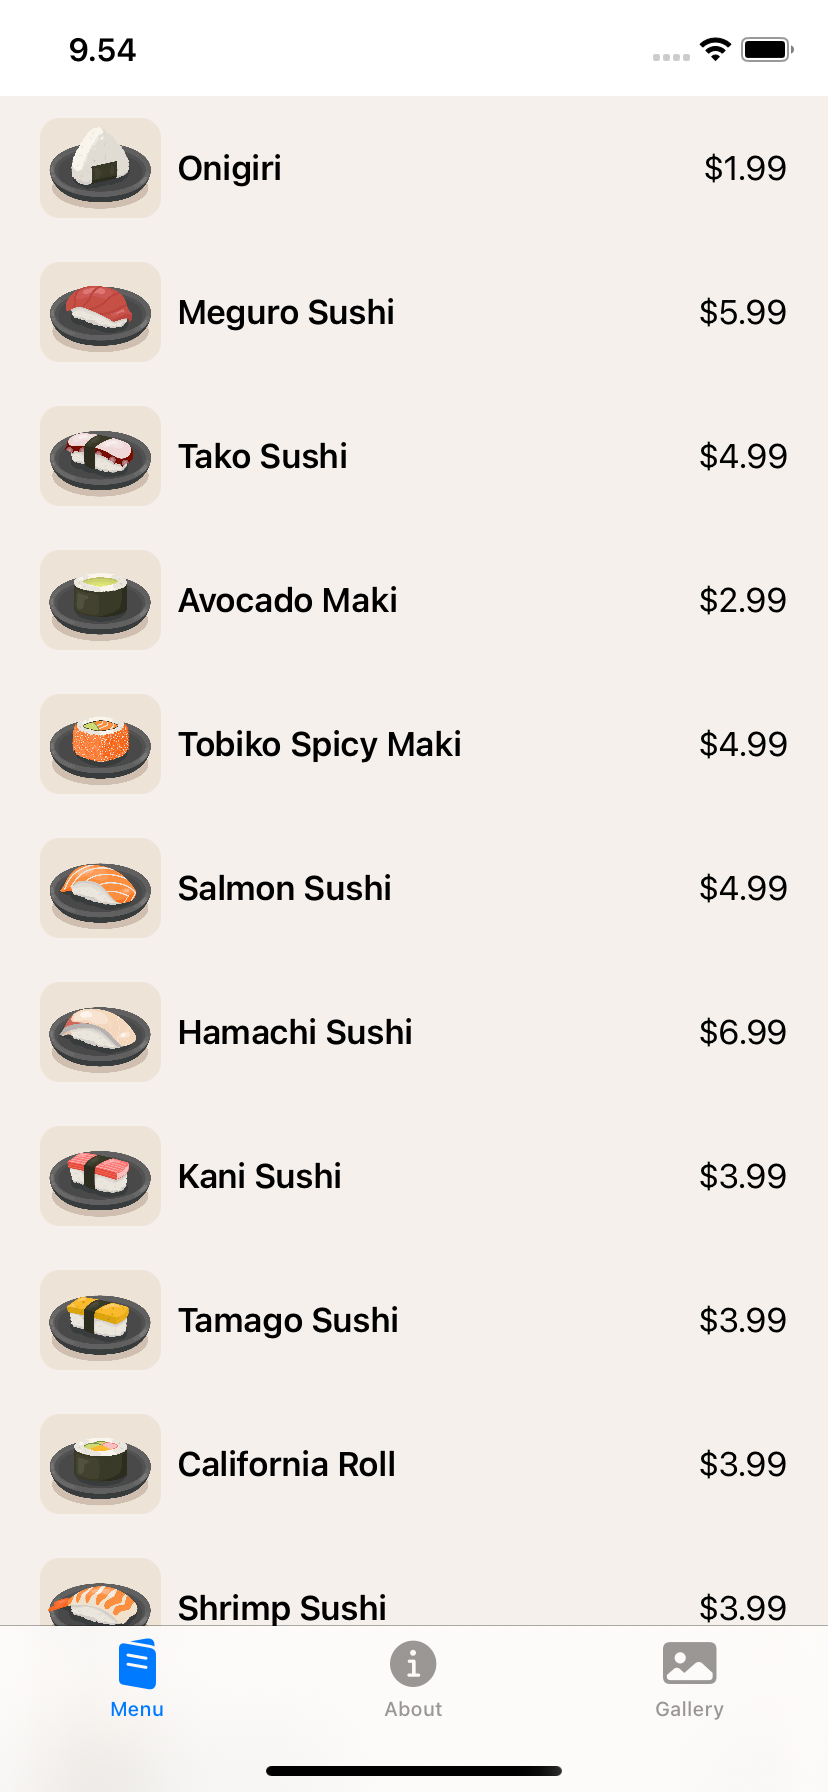 9.54
Onigiri $1.99
Meguro Sushi $5.99
Tako Sushi $4.99
Avocado Maki $2.99
Tobiko Spicy Maki $4.99
Salmon Sushi $4.99
Hamachi Sushi $6.99
Kani Sushi $3.99
Tamago Sushi $3.99
California Roll $3.99
Shrimp Sushi $3.99
Menu About Gallery